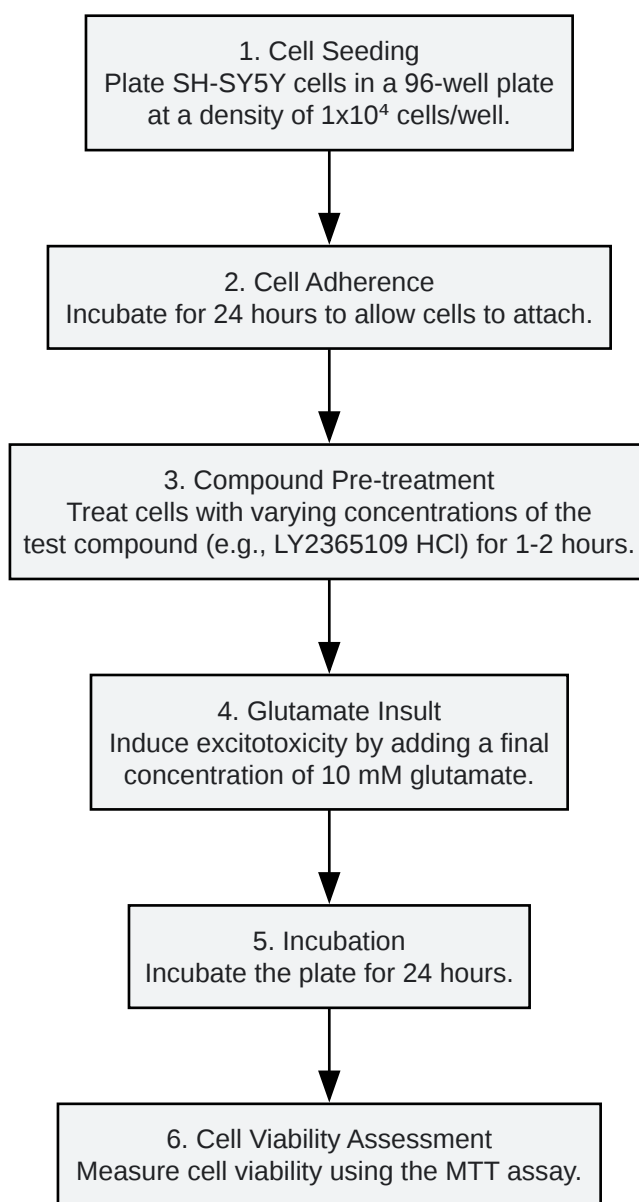 1. Cell Seeding
Plate SH-SY5Y cells in a 96-well plate
at a density of 1x10⁴ cells/well.
2. Cell Adherence
Incubate for 24 hours to allow cells to attach.
3. Compound Pre-treatment
Treat cells with varying concentrations of the
test compound (e.g., LY2365109 HCl) for 1-2 hours.
4. Glutamate Insult
Induce excitotoxicity by adding a final
concentration of 10 mM glutamate.
5. Incubation
Incubate the plate for 24 hours.
6. Cell Viability Assessment
Measure cell viability using the MTT assay.